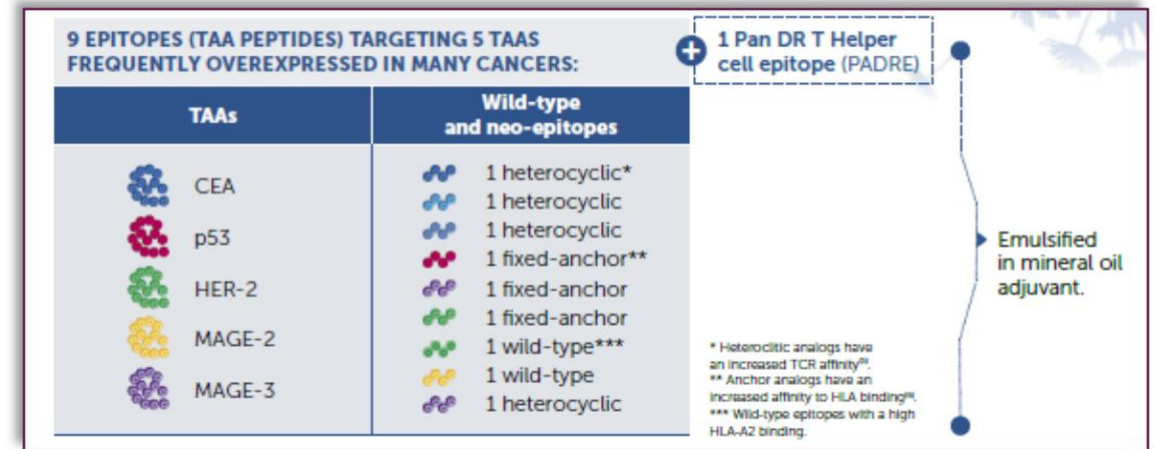 9 EPITOPES (TAA PEPTIDES) TARGETING 5 TAAS
FREQUENTLY OVEREXPRESSED IN MANY CANCERS:
+
1 Pan DR T Helper
cell epitope (PADRE)
TAAs
Wild-type
and neo-epitopes
CEA
p53
HER-2
MAGE-2
MAGE-3
1 heterocyclic*
1 heterocyclic
1 heterocyclic
1 fixed-anchor**
1 fixed-anchor
1 fixed-anchor
1 wild-type***
1 wild-type
1 heterocyclic
Emulsified
in mineral oil
adjuvant.
* Heteroclitic analogs have
an increased TCR affinity
** Anchor analogs have an
increased affinity to HLA binding
*** Wild-type epitopes with a high
HLA-A2 binding.